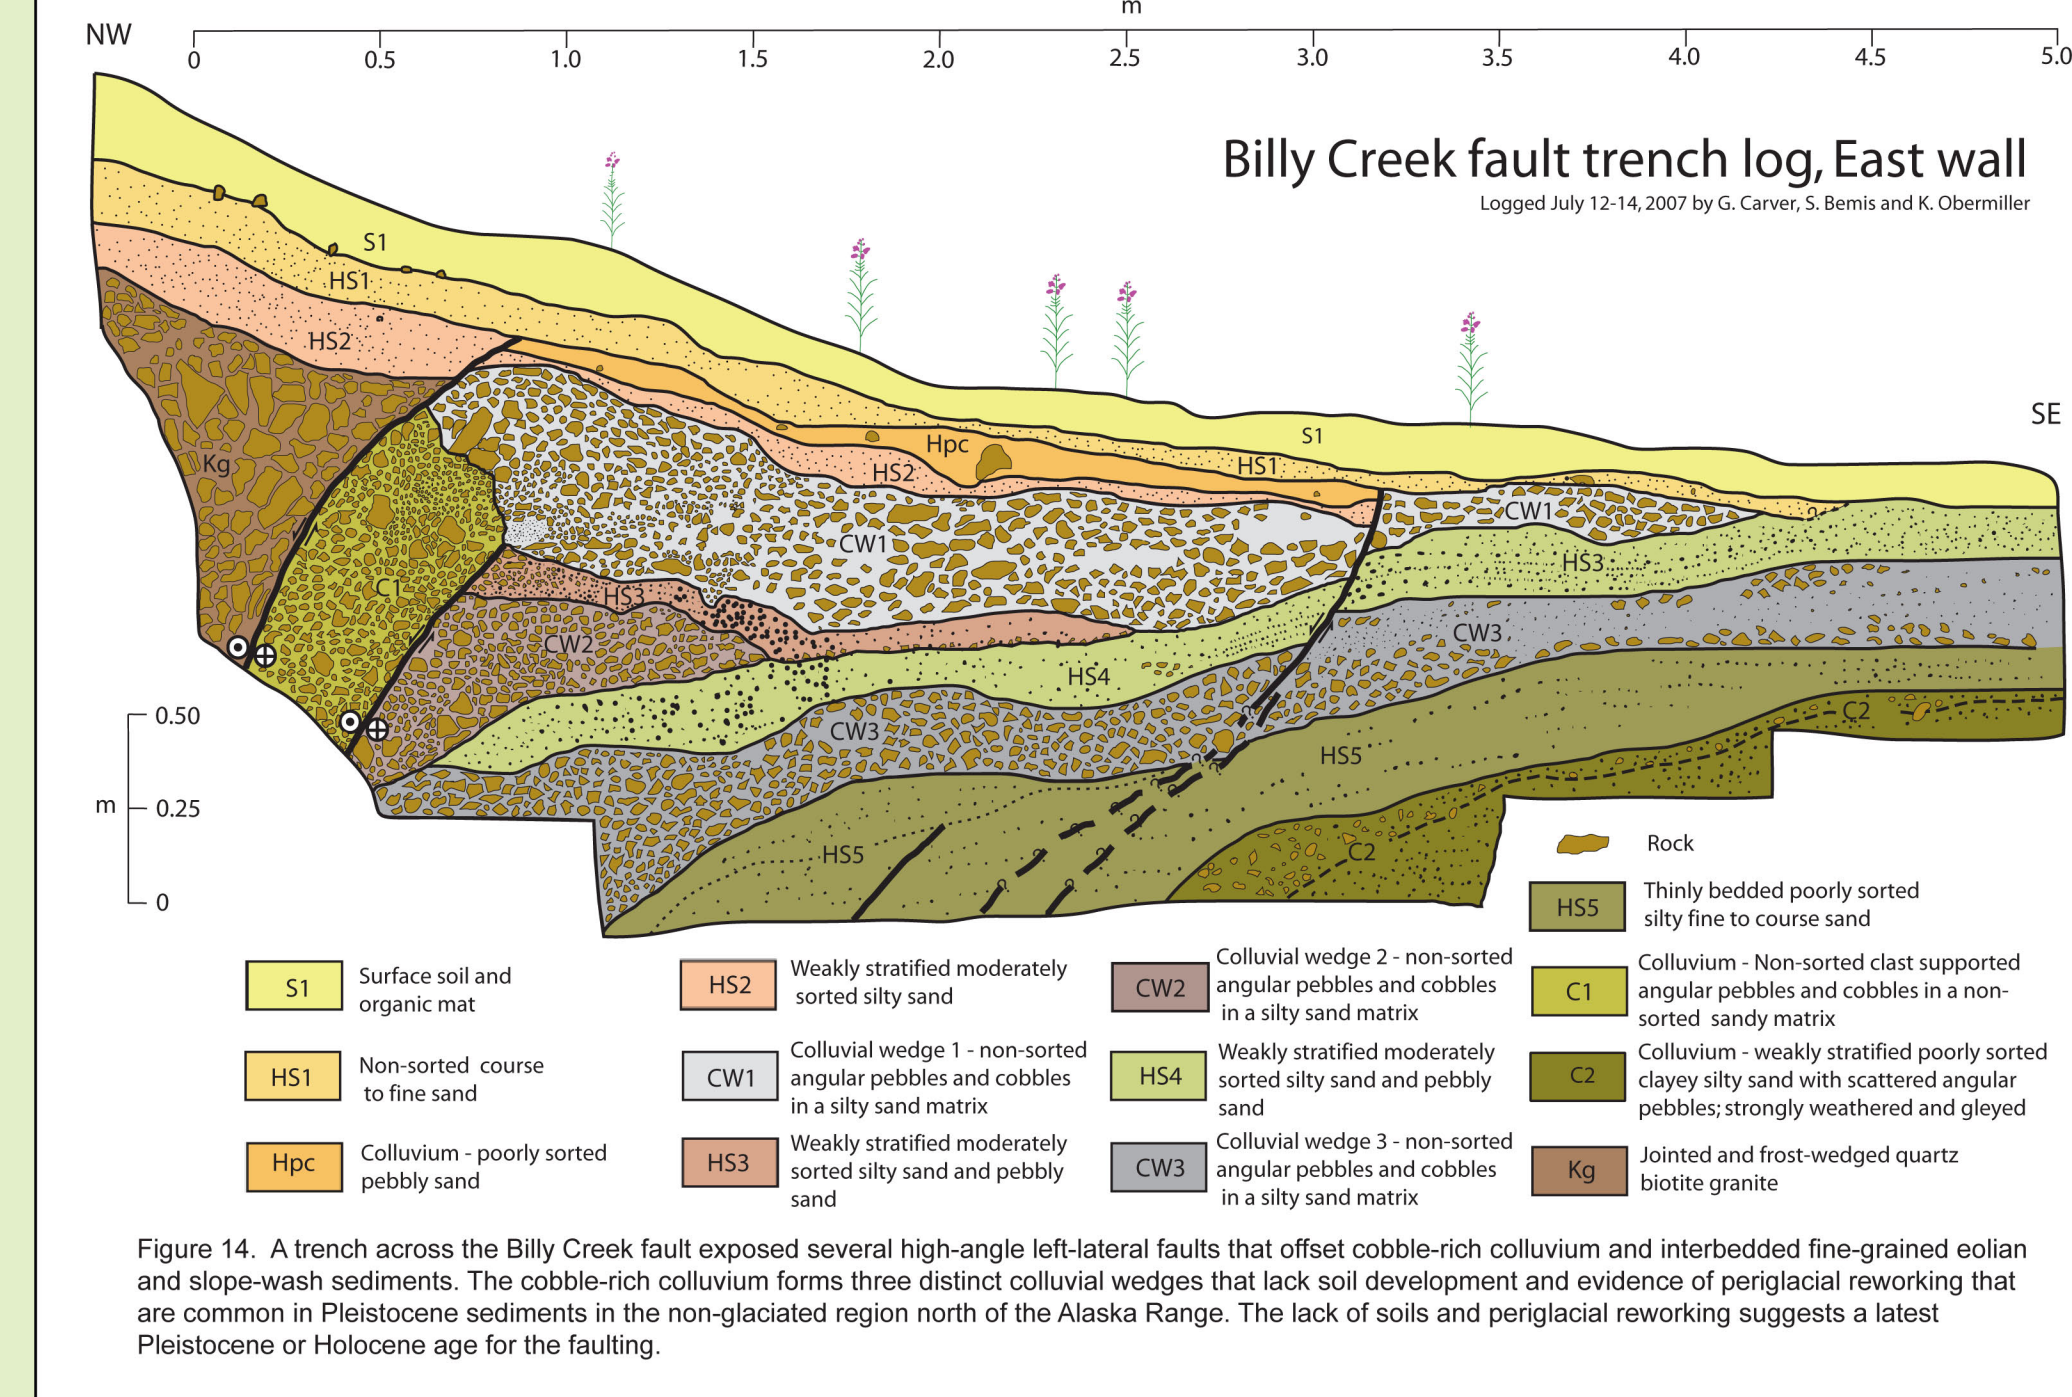 m
NW
0 0.5 1.0 1.5 2.0 2.5 3.0 3.5 4.0 4.5 5.0
Billy Creek fault trench log, East wall
Logged July 12-14, 2007 by G. Carver, S. Bemis and K. Obermiller
SE
S1
HS1
HS2
Kg
C1
Hpc
HS2
S1
HS1
CW1
CW1
HS3
HS3
CW2
CW3
HS4
CW3
C2
HS5
HS5
C2
?
?
?
?
?
?
?
?
?
?
?
?
0.50
m 0.25
0
Rock
HS5
Thinly bedded poorly sorted
silty fine to course sand
S1
Surface soil and
organic mat
HS1
Non-sorted course
to fine sand
Hpc
Colluvium - poorly sorted
pebbly sand
HS2
Weakly stratified moderately
sorted silty sand
CW1
Colluvial wedge 1 - non-sorted
angular pebbles and cobbles
in a silty sand matrix
HS3
Weakly stratified moderately
sorted silty sand and pebbly
sand
CW2
Colluvial wedge 2 - non-sorted
angular pebbles and cobbles
in a silty sand matrix
HS4
Weakly stratified moderately
sorted silty sand and pebbly
sand
CW3
Colluvial wedge 3 - non-sorted
angular pebbles and cobbles
in a silty sand matrix
C1
Colluvium - Non-sorted clast supported
angular pebbles and cobbles in a non-
sorted sandy matrix
C2
Colluvium - weakly stratified poorly sorted
clayey silty sand with scattered angular
pebbles; strongly weathered and gleyed
Kg
Jointed and frost-wedged quartz
biotite granite
Figure 14. A trench across the Billy Creek fault exposed several high-angle left-lateral faults that offset cobble-rich colluvium and interbedded fine-grained eolian
and slope-wash sediments. The cobble-rich colluvium forms three distinct colluvial wedges that lack soil development and evidence of periglacial reworking that
are common in Pleistocene sediments in the non-glaciated region north of the Alaska Range. The lack of soils and periglacial reworking suggests a latest
Pleistocene or Holocene age for the faulting.